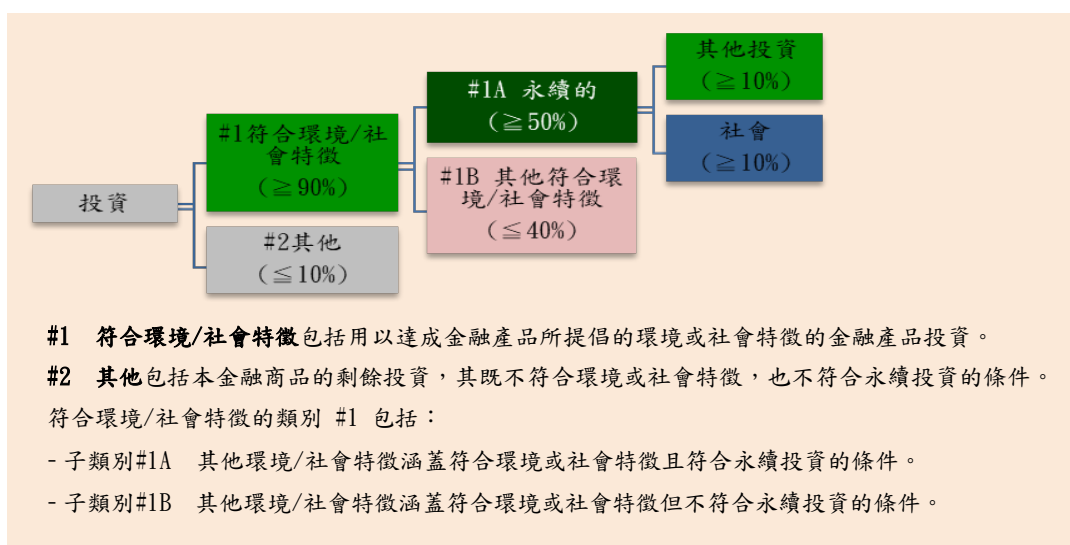 投資
#1符合環境/社
會特徵
(≧90%)
#2其他
(≦10%)
#1A 永續的
(≧50%)
#1B 其他符合環
境/社會特徵
(≦40%)
其他投資
(≧10%)
社會
(≧10%)
#1 符合環境/社會特徵包括用以達成金融產品所提倡的環境或社會特徵的金融產品投資。
#2 其他包括本金融商品的剩餘投資，其既不符合環境或社會特徵，也不符合永續投資的條件。
符合環境/社會特徵的類別 #1 包括：
-子類別#1A 其他環境/社會特徵涵蓋符合環境或社會特徵且符合永續投資的條件。
-子類別#1B 其他環境/社會特徵涵蓋符合環境或社會特徵但不符合永續投資的條件。